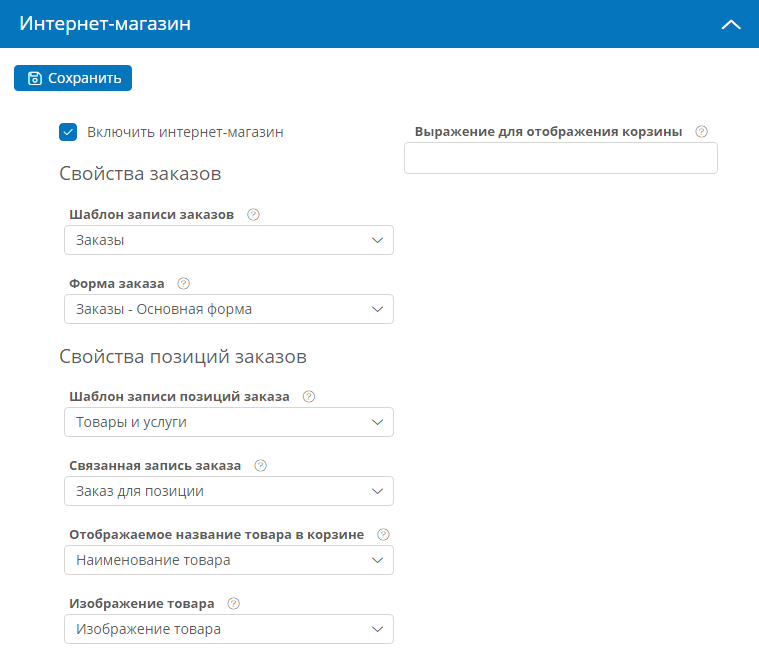 Интернет-магазин
Сохранить
Включить интернет-магазин
Выражение для отображения корзины
Свойства заказов
Шаблон записи заказов
Заказы
Форма заказа
Заказы - Основная форма
Свойства позиций заказов
Шаблон записи позиций заказа
Товары и услуги
Связанная запись заказа
Заказ для позиции
Отображаемое название товара в корзине
Наименование товара
Изображение товара
Изображение товара